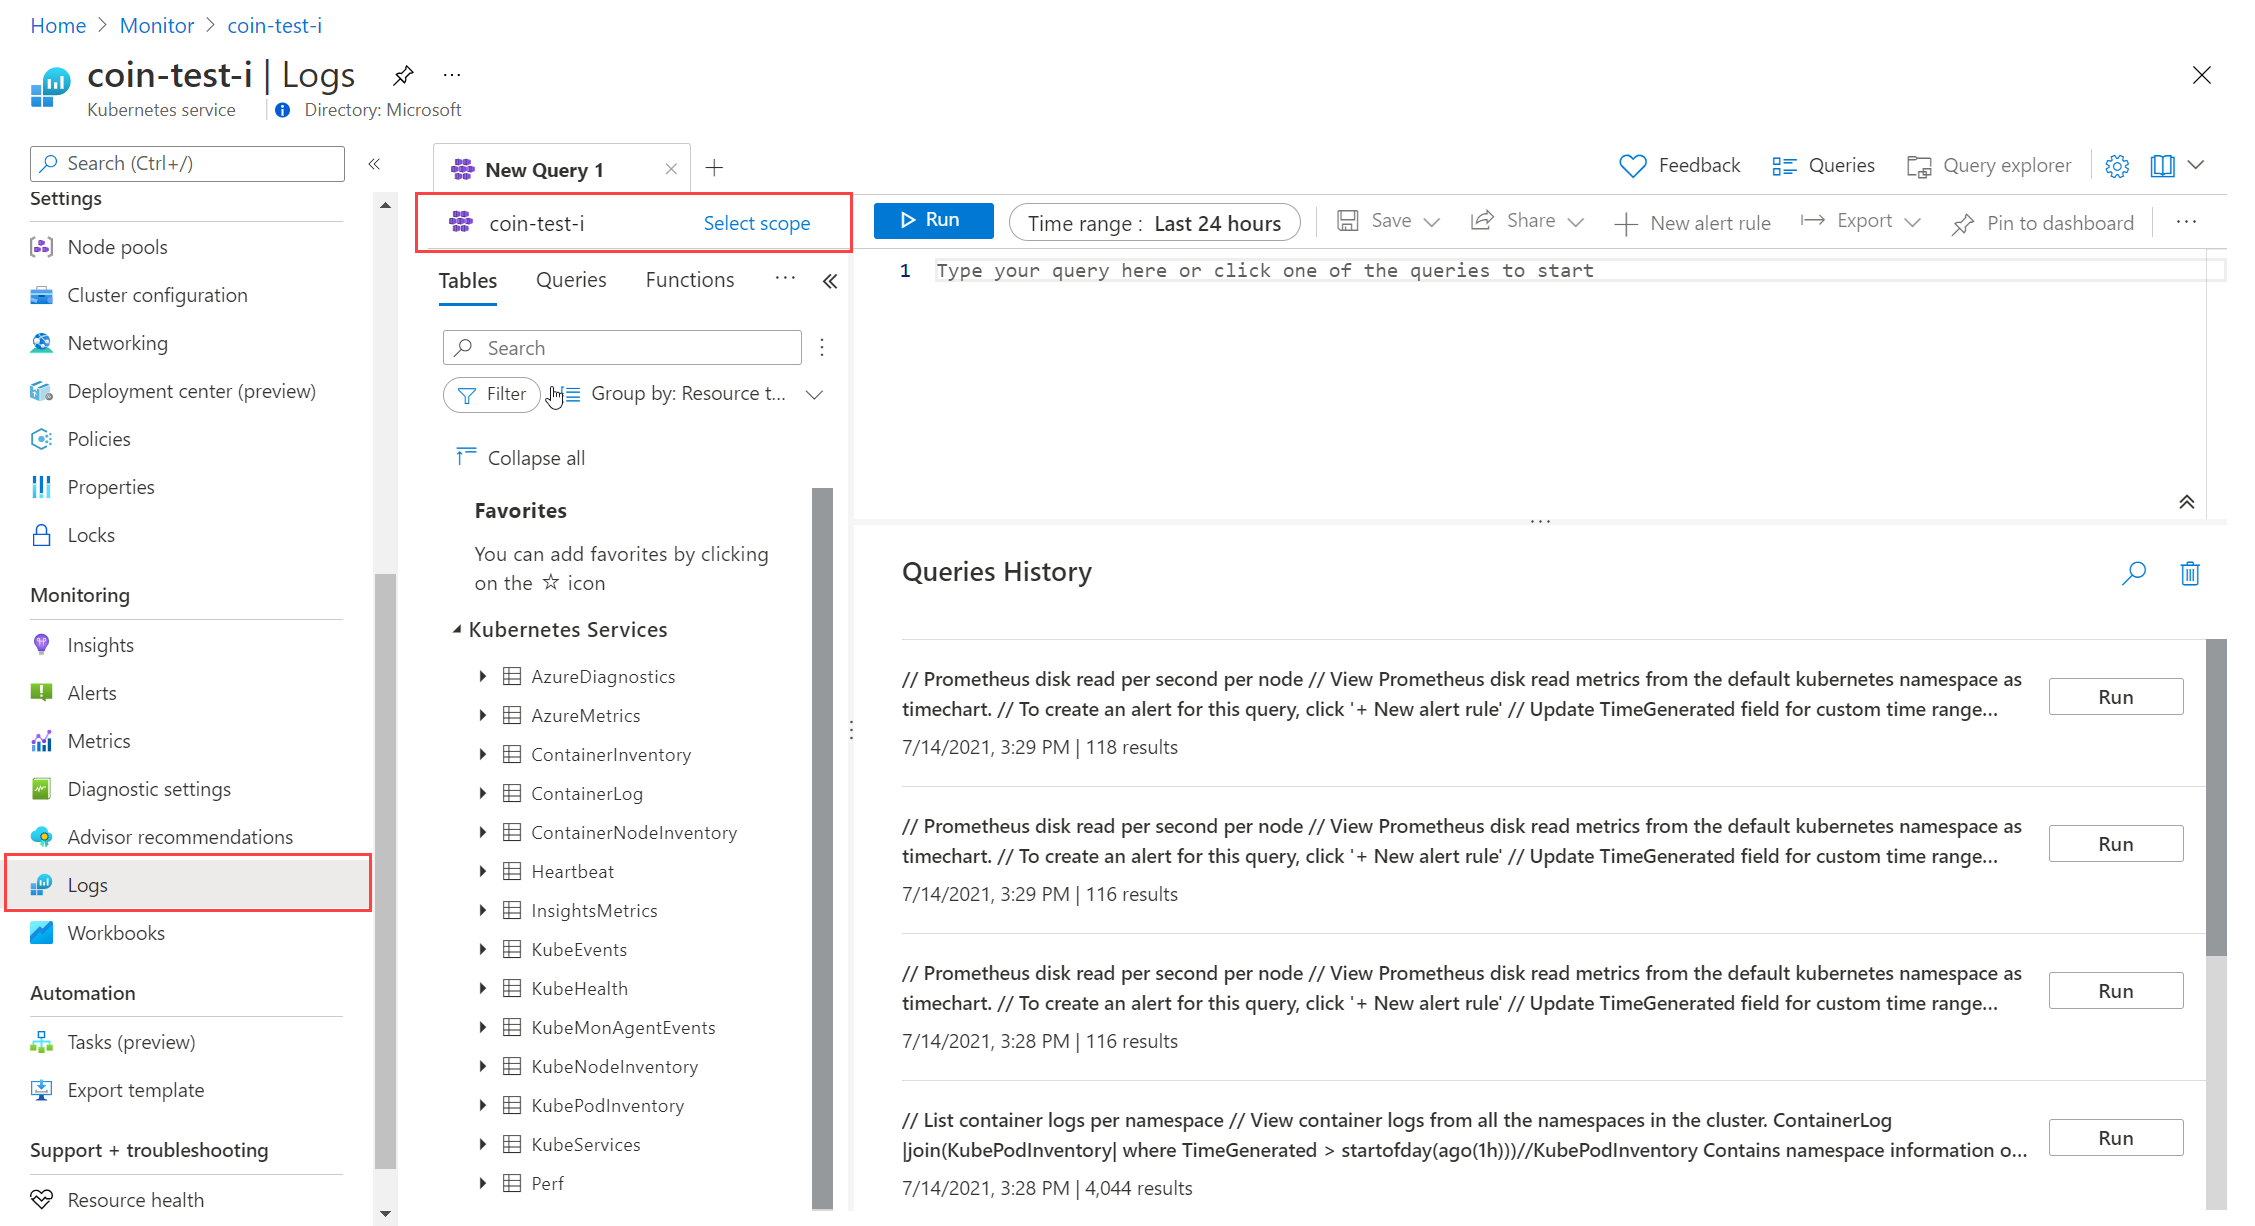 Home > Monitor > coin-test-i
coin-test-i | Logs ...
Kubernetes service | Directory: Microsoft
Search (Ctrl+/)
Settings
Node pools
Cluster configuration
Networking
Deployment center (preview)
Policies
Properties
Locks
Monitoring
Insights
Alerts
Metrics
Diagnostic settings
Advisor recommendations
Logs
Workbooks
Automation
Tasks (preview)
Export template
Support + troubleshooting
Resource health
New Query 1
Feedback Queries Query explorer
coin-test-i Select scope
Run Time range : Last 24 hours Save Share New alert rule Export Pin to dashboard ...
Tables Queries Functions ...
Search
Filter Group by: Resource t...
Collapse all
Favorites
You can add favorites by clicking
on the ☆ icon
Kubernetes Services
AzureDiagnostics
AzureMetrics
ContainerInventory
ContainerLog
ContainerNodeInventory
Heartbeat
InsightsMetrics
KubeEvents
KubeHealth
KubeMonAgentEvents
KubeNodeInventory
KubePodInventory
KubeServices
Perf
1 Type your query here or click one of the queries to start
Queries History
// Prometheus disk read per second per node // View Prometheus disk read metrics from the default kubernetes namespace as
timechart. // To create an alert for this query, click '+ New alert rule' // Update TimeGenerated field for custom time range...
7/14/2021, 3:29 PM | 118 results
Run
// Prometheus disk read per second per node // View Prometheus disk read metrics from the default kubernetes namespace as
timechart. // To create an alert for this query, click '+ New alert rule' // Update TimeGenerated field for custom time range...
7/14/2021, 3:29 PM | 116 results
Run
// Prometheus disk read per second per node // View Prometheus disk read metrics from the default kubernetes namespace as
timechart. // To create an alert for this query, click '+ New alert rule' // Update TimeGenerated field for custom time range...
7/14/2021, 3:28 PM | 116 results
Run
// List container logs per namespace // View container logs from all the namespaces in the cluster. ContainerLog
|join(KubePodInventory| where TimeGenerated > startofday(ago(1h)))//KubePodInventory Contains namespace information o...
7/14/2021, 3:28 PM | 4,044 results
Run